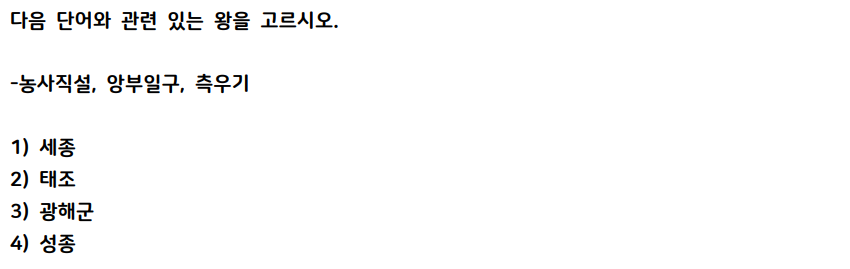 다음 단어와 관련 있는 왕을 고르시오.
-농사직설, 앙부일구, 측우기
1) 세종
2) 태조
3) 광해군
4) 성종